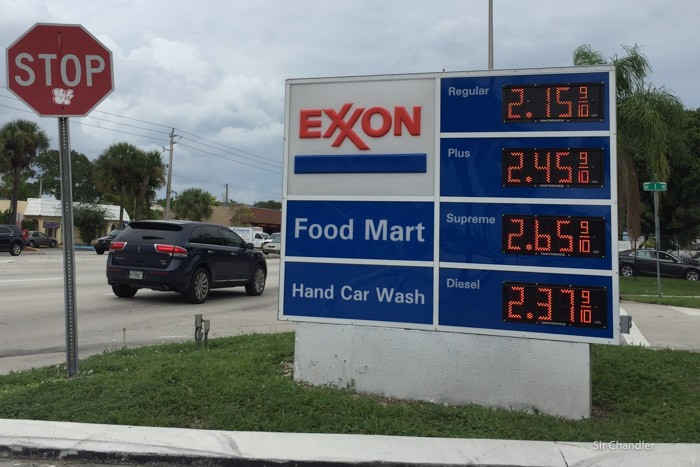 STOP
EXXON
Food Mart
Hand Car Wash
Regular
2.15 9/10
Plus
2.45 9/10
Supreme
2.65 9/10
Diesel
2.37 9/10
Sir Chandler